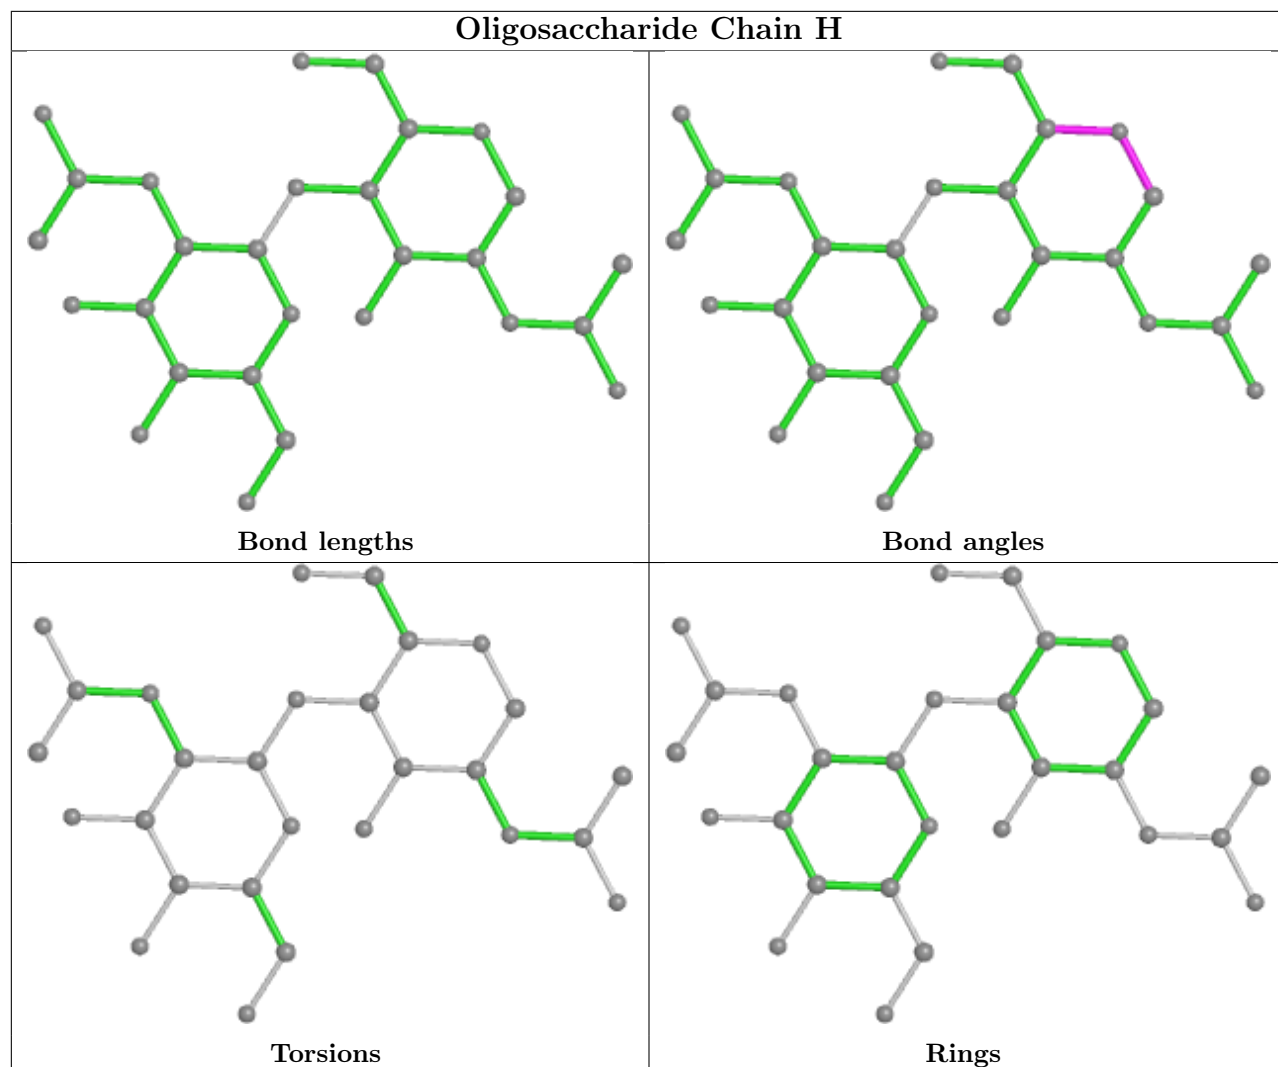 Oligosaccharide Chain H
Bond lengths
Bond angles
Torsions
Rings